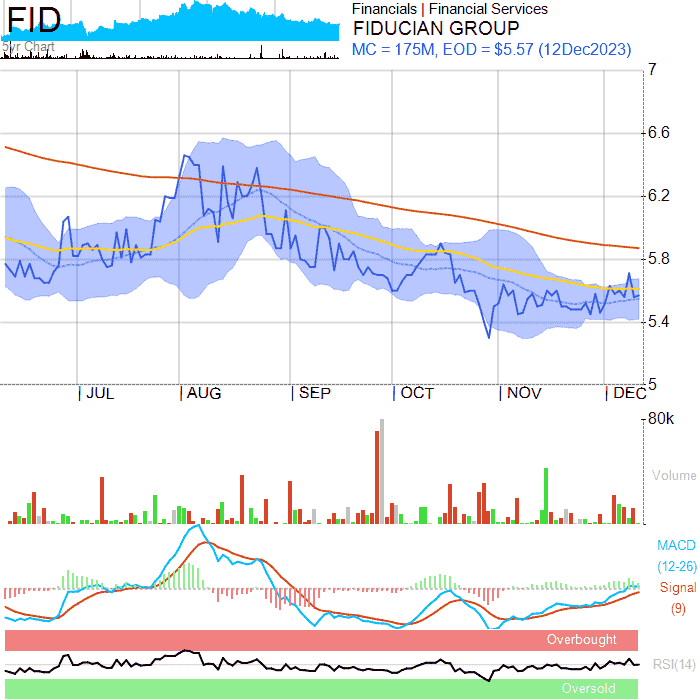 FID
5yr Chart
Financials | Financial Services
FIDUCIAN GROUP
MC = 175M, EOD = $5.57 (12Dec2023)
7
6.6
6.2
5.8
5.4
5
| JUL | AUG | SEP | OCT | NOV | DEC
80k
Volume
MACD
(12-26)
Signal
(9)
Overbought
RSI(14)
Oversold